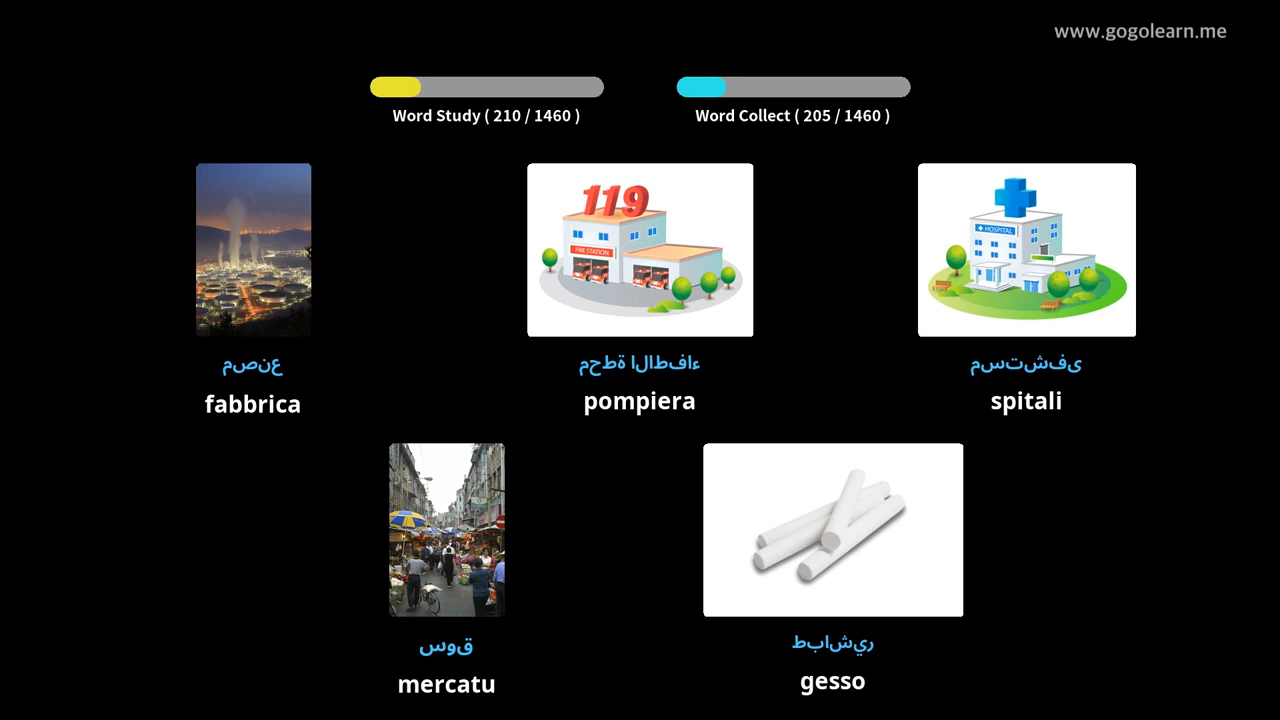 www.gogolearn.me
Word Study ( 210 / 1460 )
Word Collect ( 205 / 1460 )
119
FIRE STATION
HOSPITAL
مصنع
محطة الاطفاء
مستشفى
fabbrica
pompiera
spitali
سوق
طباشير
mercatu
gesso